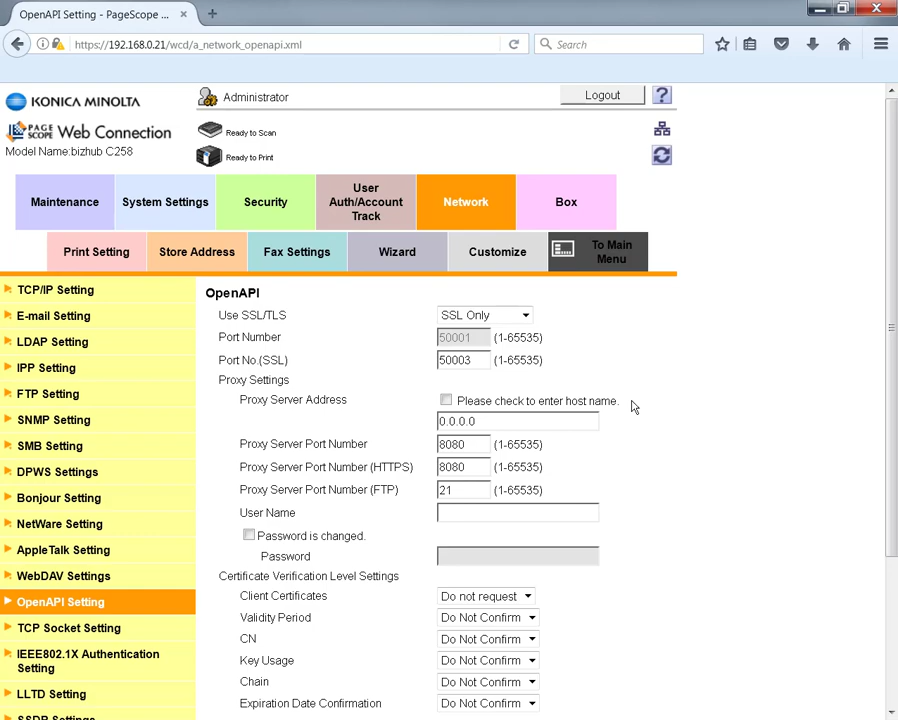 OpenAPI Setting - PageScope ...
https://192.168.0.21/wcd/a_network_openapi.xml
Search
KONICA MINOLTA
Administrator
Logout
?
PAGE SCOPE Web Connection
Ready to Scan
Model Name:bizhub C258
Ready to Print
Maintenance
System Settings
Security
User Auth/Account Track
Network
Box
Print Setting
Store Address
Fax Settings
Wizard
Customize
To Main Menu
TCP/IP Setting
E-mail Setting
LDAP Setting
IPP Setting
FTP Setting
SNMP Setting
SMB Setting
DPWS Settings
Bonjour Setting
NetWare Setting
AppleTalk Setting
WebDAV Settings
OpenAPI Setting
TCP Socket Setting
IEEE802.1X Authentication
Setting
LLTD Setting
SSDP Settings
OpenAPI
Use SSL/TLS SSL Only
Port Number 50001 (1-65535)
Port No.(SSL) 50003 (1-65535)
Proxy Settings
Proxy Server Address Please check to enter host name.
0.0.0.0
Proxy Server Port Number 8080 (1-65535)
Proxy Server Port Number (HTTPS) 8080 (1-65535)
Proxy Server Port Number (FTP) 21 (1-65535)
User Name
Password is changed.
Password
Certificate Verification Level Settings
Client Certificates Do not request
Validity Period Do Not Confirm
CN Do Not Confirm
Key Usage Do Not Confirm
Chain Do Not Confirm
Expiration Date Confirmation Do Not Confirm